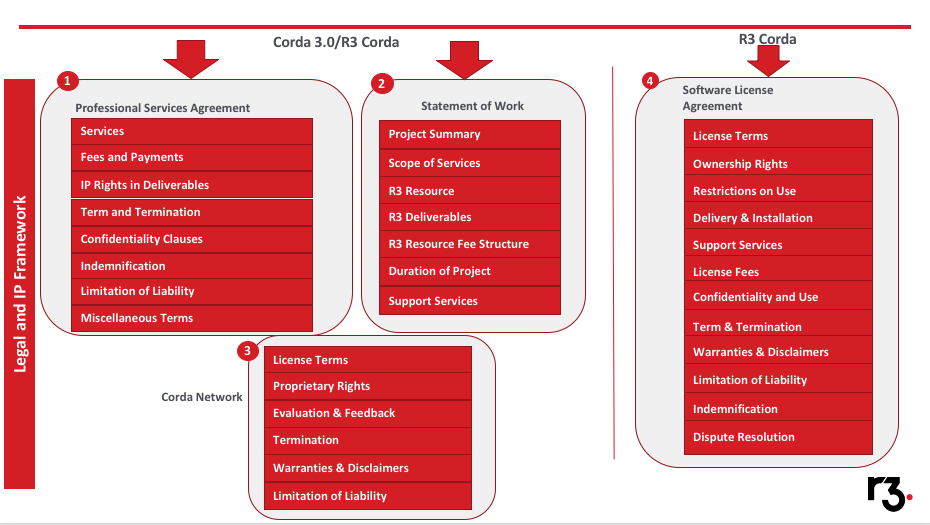 Corda 3.0/R3 Corda
R3 Corda
Legal and IP Framework
1
Professional Services Agreement
Services
Fees and Payments
IP Rights in Deliverables
Term and Termination
Confidentiality Clauses
Indemnification
Limitation of Liability
Miscellaneous Terms
2
Statement of Work
Project Summary
Scope of Services
R3 Resource
R3 Deliverables
R3 Resource Fee Structure
Duration of Project
Support Services
3
Corda Network
License Terms
Proprietary Rights
Evaluation & Feedback
Termination
Warranties & Disclaimers
Limitation of Liability
4
Software License
Agreement
License Terms
Ownership Rights
Restrictions on Use
Delivery & Installation
Support Services
License Fees
Confidentiality and Use
Term & Termination
Warranties & Disclaimers
Limitation of Liability
Indemnification
Dispute Resolution
r3.